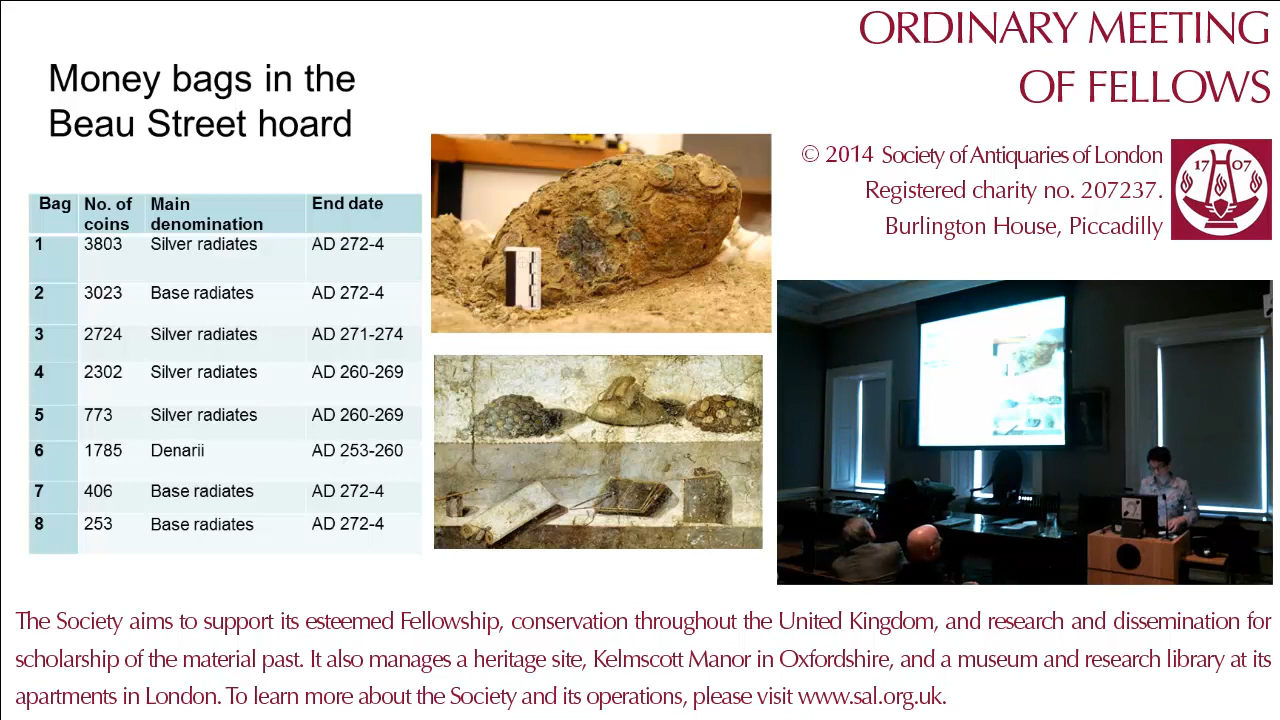 Money bags in the
Beau Street hoard
Bag No. of coins Main denomination End date
1 3803 Silver radiates AD 272-4
2 3023 Base radiates AD 272-4
3 2724 Silver radiates AD 271-274
4 2302 Silver radiates AD 260-269
5 773 Silver radiates AD 260-269
6 1785 Denarii AD 253-260
7 406 Base radiates AD 272-4
8 253 Base radiates AD 272-4
ORDINARY MEETING
OF FELLOWS
© 2014 Society of Antiquaries of London
Registered charity no. 207237.
Burlington House, Piccadilly
17 07
The Society aims to support its esteemed Fellowship, conservation throughout the United Kingdom, and research and dissemination for
scholarship of the material past. It also manages a heritage site, Kelmscott Manor in Oxfordshire, and a museum and research library at its
apartments in London. To learn more about the Society and its operations, please visit www.sal.org.uk.